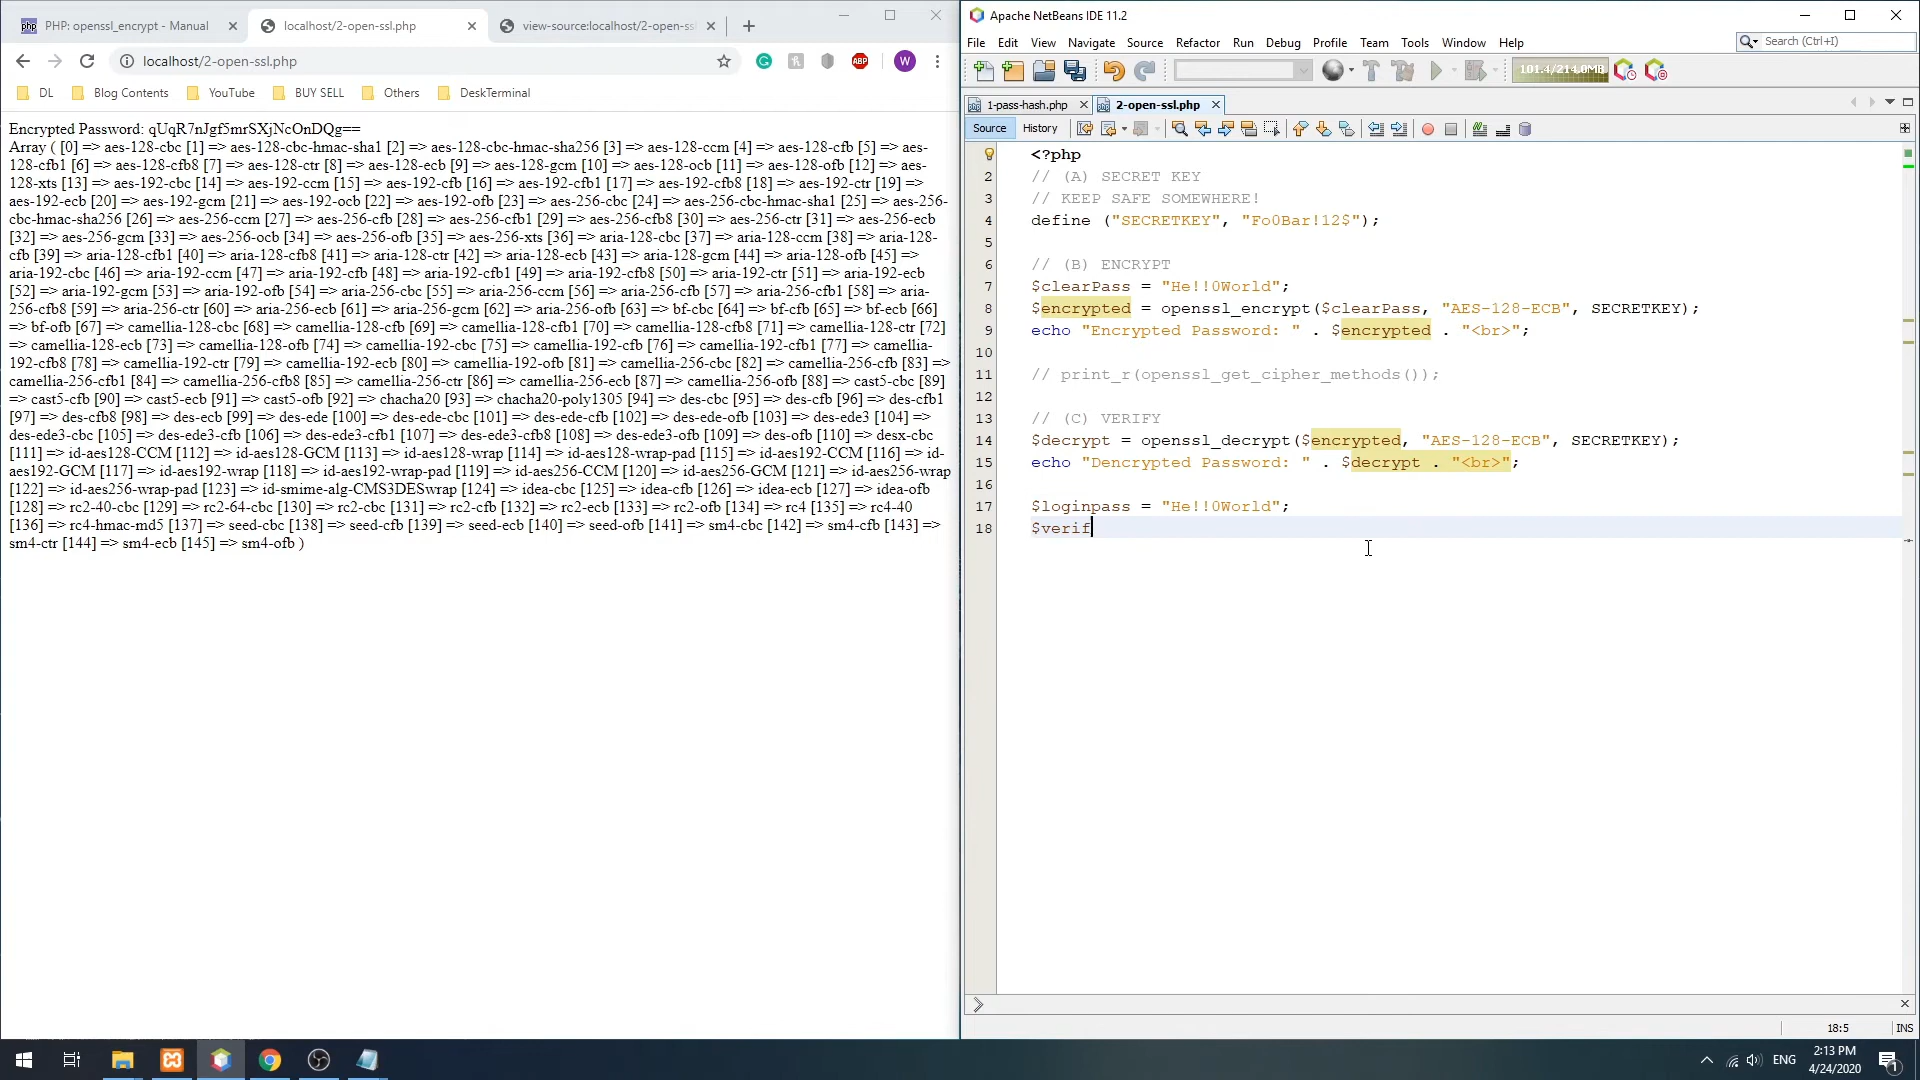 PHP: openssl_encrypt - Manual
localhost/2-open-ssl.php
view-source:localhost/2-open-ssl
localhost/2-open-ssl.php
ABP
W
DL
Blog Contents
YouTube
BUY SELL
Others
DeskTerminal
Encrypted Password: qUqR7nJgf5mrSXjNcOnDQg==
Array ( [0] => aes-128-cbc [1] => aes-128-cbc-hmac-sha1 [2] => aes-128-cbc-hmac-sha256 [3] => aes-128-ccm [4] => aes-128-cfb [5] => aes-
128-cfb1 [6] => aes-128-cfb8 [7] => aes-128-ctr [8] => aes-128-ecb [9] => aes-128-gcm [10] => aes-128-ocb [11] => aes-128-ofb [12] => aes-
128-xts [13] => aes-192-cbc [14] => aes-192-ccm [15] => aes-192-cfb [16] => aes-192-cfb1 [17] => aes-192-cfb8 [18] => aes-192-ctr [19] =>
aes-192-ecb [20] => aes-192-gcm [21] => aes-192-ocb [22] => aes-192-ofb [23] => aes-256-cbc [24] => aes-256-cbc-hmac-sha1 [25] => aes-256-
cbc-hmac-sha256 [26] => aes-256-ccm [27] => aes-256-cfb [28] => aes-256-cfb1 [29] => aes-256-cfb8 [30] => aes-256-ctr [31] => aes-256-ecb
[32] => aes-256-gcm [33] => aes-256-ocb [34] => aes-256-ofb [35] => aes-256-xts [36] => aria-128-cbc [37] => aria-128-ccm [38] => aria-128-
cfb [39] => aria-128-cfb1 [40] => aria-128-cfb8 [41] => aria-128-ctr [42] => aria-128-ecb [43] => aria-128-gcm [44] => aria-128-ofb [45] =>
aria-192-cbc [46] => aria-192-ccm [47] => aria-192-cfb [48] => aria-192-cfb1 [49] => aria-192-cfb8 [50] => aria-192-ctr [51] => aria-192-ecb
[52] => aria-192-gcm [53] => aria-192-ofb [54] => aria-256-cbc [55] => aria-256-ccm [56] => aria-256-cfb [57] => aria-256-cfb1 [58] => aria-
256-cfb8 [59] => aria-256-ctr [60] => aria-256-ecb [61] => aria-256-gcm [62] => aria-256-ofb [63] => bf-cbc [64] => bf-cfb [65] => bf-ecb [66]
=> bf-ofb [67] => camellia-128-cbc [68] => camellia-128-cfb [69] => camellia-128-cfb1 [70] => camellia-128-cfb8 [71] => camellia-128-ctr [72]
=> camellia-128-ecb [73] => camellia-128-ofb [74] => camellia-192-cbc [75] => camellia-192-cfb [76] => camellia-192-cfb1 [77] => camellia-
192-cfb8 [78] => camellia-192-ctr [79] => camellia-192-ecb [80] => camellia-192-ofb [81] => camellia-256-cbc [82] => camellia-256-cfb [83] =>
camellia-256-cfb1 [84] => camellia-256-cfb8 [85] => camellia-256-ctr [86] => camellia-256-ecb [87] => camellia-256-ofb [88] => cast5-cbc [89]
=> cast5-cfb [90] => cast5-ecb [91] => cast5-ofb [92] => chacha20 [93] => chacha20-poly1305 [94] => des-cbc [95] => des-cfb [96] => des-cfb1
[97] => des-cfb8 [98] => des-ecb [99] => des-ede [100] => des-ede-cbc [101] => des-ede-cfb [102] => des-ede-ofb [103] => des-ede3 [104] =>
des-ede3-cbc [105] => des-ede3-cfb [106] => des-ede3-cfb1 [107] => des-ede3-cfb8 [108] => des-ede3-ofb [109] => des-ofb [110] => desx-cbc
[111] => id-aes128-CCM [112] => id-aes128-GCM [113] => id-aes128-wrap [114] => id-aes128-wrap-pad [115] => id-aes192-CCM [116] => id-
aes192-GCM [117] => id-aes192-wrap [118] => id-aes192-wrap-pad [119] => id-aes256-CCM [120] => id-aes256-GCM [121] => id-aes256-wrap
[122] => id-aes256-wrap-pad [123] => id-smime-alg-CMS3DESwrap [124] => idea-cbc [125] => idea-cfb [126] => idea-ecb [127] => idea-ofb
[128] => rc2-40-cbc [129] => rc2-64-cbc [130] => rc2-cbc [131] => rc2-cfb [132] => rc2-ecb [133] => rc2-ofb [134] => rc4 [135] => rc4-40
[136] => rc4-hmac-md5 [137] => seed-cbc [138] => seed-cfb [139] => seed-ecb [140] => seed-ofb [141] => sm4-cbc [142] => sm4-cfb [143] =>
sm4-ctr [144] => sm4-ecb [145] => sm4-ofb )
Apache NetBeans IDE 11.2
File Edit View Navigate Source Refactor Run Debug Profile Team Tools Window Help
Search (Ctrl+I)
101.4/214.0MB
1-pass-hash.php
2-open-ssl.php
Source
History
<?php
2 // (A) SECRET KEY
3 // KEEP SAFE SOMEWHERE!
4 define ("SECRETKEY", "Fo0Bar!12$");
5
6 // (B) ENCRYPT
7 $clearPass = "He!!0World";
8 $encrypted = openssl_encrypt($clearPass, "AES-128-ECB", SECRETKEY);
9 echo "Encrypted Password: " . $encrypted . "<br>";
10
11 // print_r(openssl_get_cipher_methods());
12
13 // (C) VERIFY
14 $decrypt = openssl_decrypt($encrypted, "AES-128-ECB", SECRETKEY);
15 echo "Dencrypted Password: " . $decrypt . "<br>";
16
17 $loginpass = "He!!0World";
18 $verif
18:5
INS
ENG
2:13 PM
4/24/2020
1